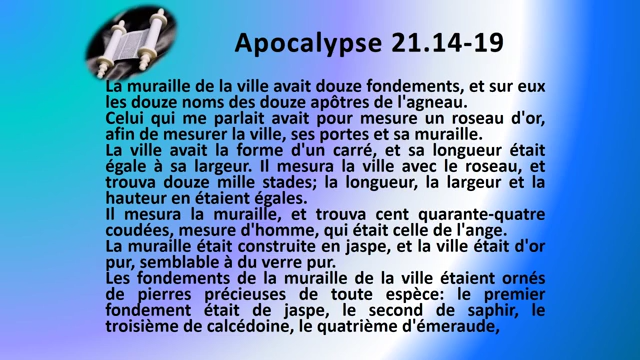 Apocalypse 21.14-19
La muraille de la ville avait douze fondements, et sur eux
les douze noms des douze apôtres de l'agneau.
Celui qui me parlait avait pour mesure un roseau d'or,
afin de mesurer la ville, ses portes et sa muraille.
La ville avait la forme d'un carré, et sa longueur était
égale à sa largeur. Il mesura la ville avec le roseau, et
trouva douze mille stades; la longueur, la largeur et la
hauteur en étaient égales.
Il mesura la muraille, et trouva cent quarante-quatre
coudées, mesure d'homme, qui était celle de l'ange.
La muraille était construite en jaspe, et la ville était d'or
pur, semblable à du verre pur.
Les fondements de la muraille de la ville étaient ornés
de pierres précieuses de toute espèce: le premier
fondement était de jaspe, le second de saphir, le
troisième de calcédoine, le quatrième d'émeraude,